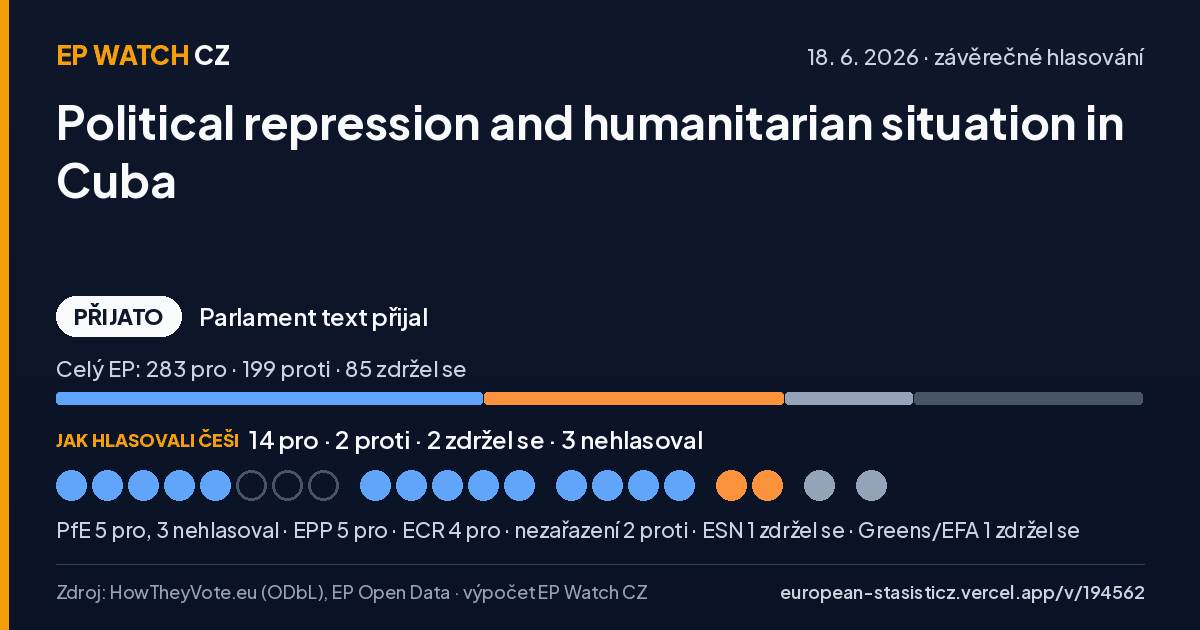 EP WATCH CZ
18. 6. 2026 · závěrečné hlasování
Political repression and humanitarian situation in
Cuba
PŘIJATO
Parlament text přijal
Celý EP: 283 pro · 199 proti · 85 zdržel se
JAK HLASOVALI ČEŠI 14 pro · 2 proti · 2 zdržel se · 3 nehlasoval
PfE 5 pro, 3 nehlasoval · EPP 5 pro · ECR 4 pro · nezařazení 2 proti · ESN 1 zdržel se · Greens/EFA 1 zdržel se
Zdroj: HowTheyVote.eu (ODbL), EP Open Data · výpočet EP Watch CZ
european-stasisticz.vercel.app/v/194562